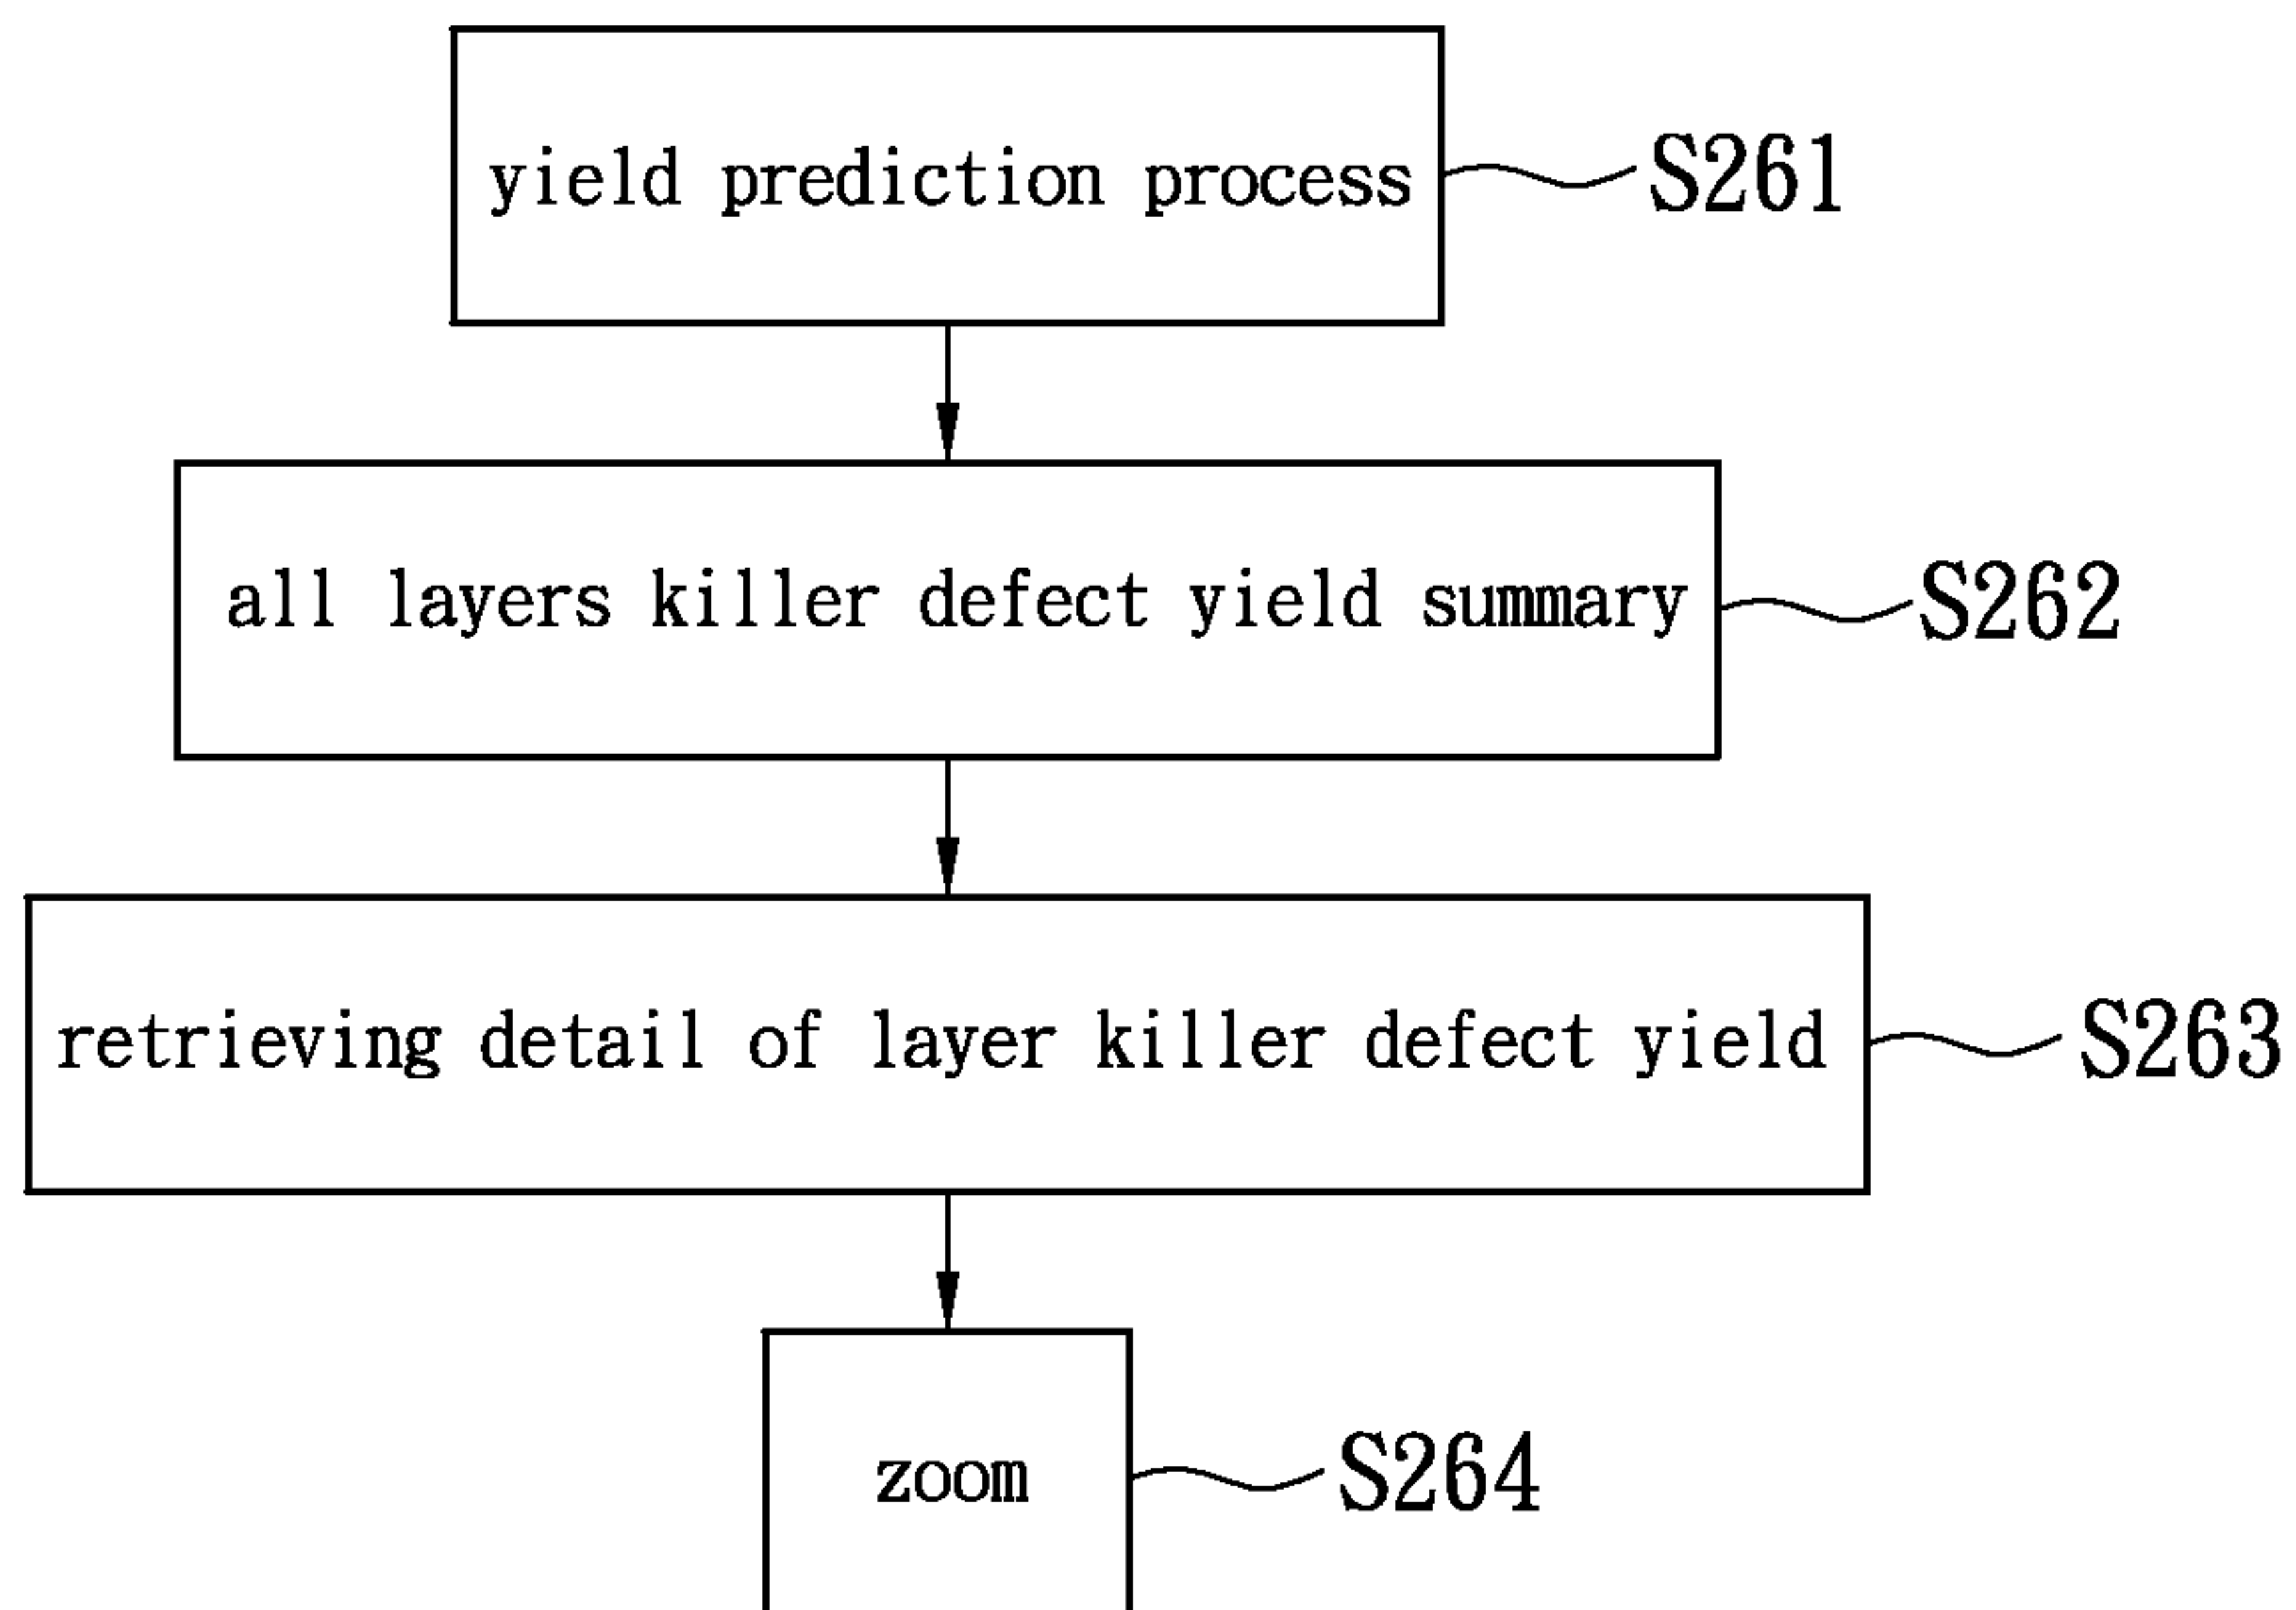 yield prediction process S261
all layers killer defect yield summary S262
retrieving detail of layer killer defect yield S263
zoom S264